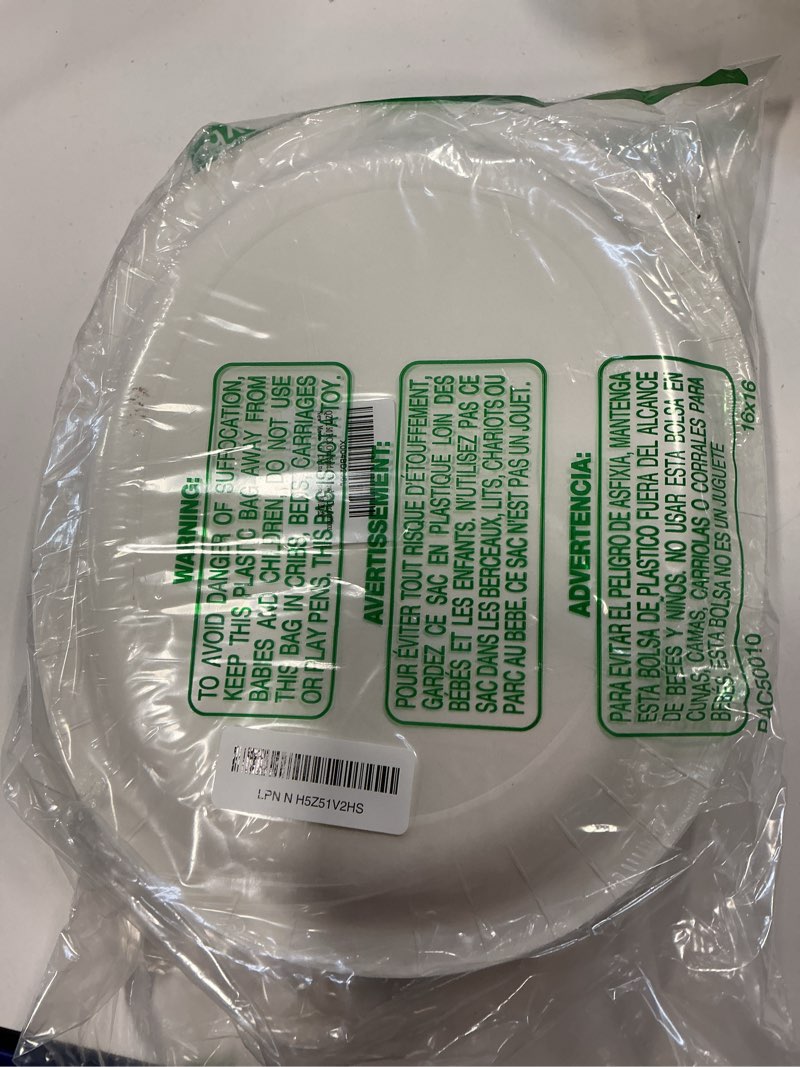 WARNING:
TO AVOID DANGER OF SUFFOCATION,
KEEP THIS PLASTIC BAG AWAY FROM
BABIES AND CHILDREN. DO NOT USE
THIS BAG IN CRIBS, BEDS, CARRIAGES
OR PLAY PENS. THIS BAG IS NOT A TOY.
AVERTISSEMENT:
POUR ÉVITER TOUT RISQUE D'ETOUFFEMENT,
GARDEZ CE SAC EN PLASTIQUE LOIN DES
BÉBÉS ET LES ENFANTS. N'UTILISEZ PAS CE
SAC DANS LES BERCEAUX, LITS, CHARIOTS OU
PARC AU BEBE. CE SAC N'EST PAS UN JOUET.
ADVERTENCIA:
PARA EVITAR EL PELIGRO DE ASFIXIA, MANTENGA
ESTA BOLSA DE PLASTICO FUERA DEL ALCANCE
DE BEFES Y NIÑOS. NO USAR ESTA BOLSA EN
CUNAS, CAMAS, CARRIOLAS O CORRALES PARA
BEBES. ESTA BOLSA NO ES UN JUGUETE
PAC50010
16x16
LPN N H5Z51V2HS